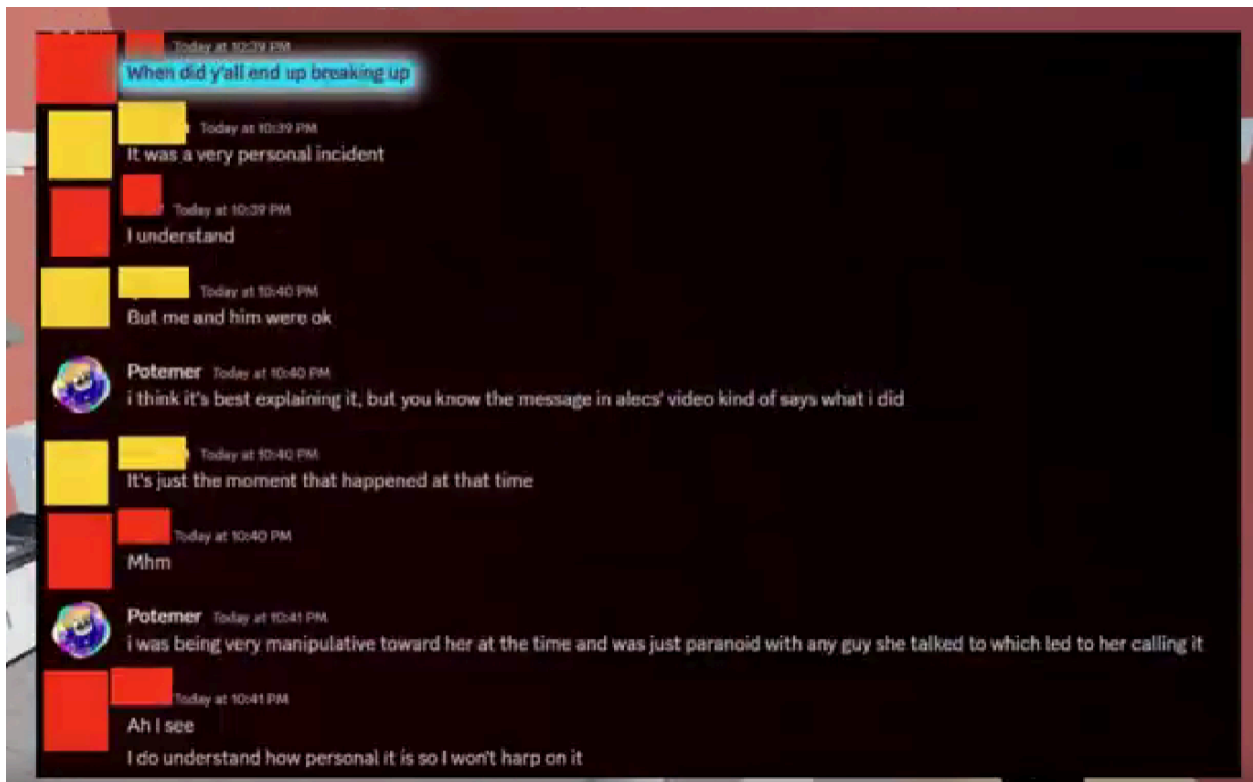 Today at 10:39 PM
When did y'all end up breaking up
Today at 10:39 PM
It was a very personal incident
Today at 10:39 PM
I understand
Today at 10:40 PM
But me and him were ok
Potemer Today at 10:40 PM
i think it's best explaining it, but you know the message in alecs' video kind of says what i did
Today at 10:40 PM
It's just the moment that happened at that time
Today at 10:40 PM
Mhm
Potemer Today at 10:41 PM
i was being very manipulative toward her at the time and was just paranoid with any guy she talked to which led to her calling it
Today at 10:41 PM
Ah I see
I do understand how personal it is so I won't harp on it